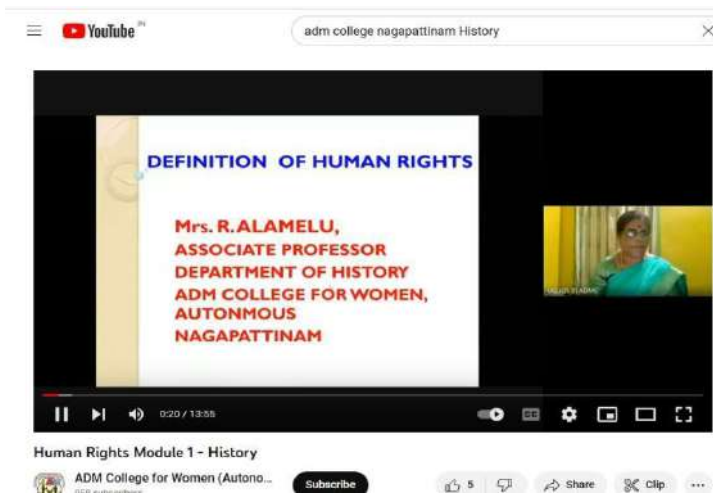 YouTube IN
adm college nagapattinam History
DEFINITION OF HUMAN RIGHTS
Mrs. R.ALAMELU,
ASSOCIATE PROFESSOR
DEPARTMENT OF HISTORY
ADM COLLEGE FOR WOMEN,
AUTONMOUS
NAGAPATTINAM
0:20 / 13:55
CC
Human Rights Module 1 - History
ADM College for Women (Autono...
Subscribe
5
Share
Clip